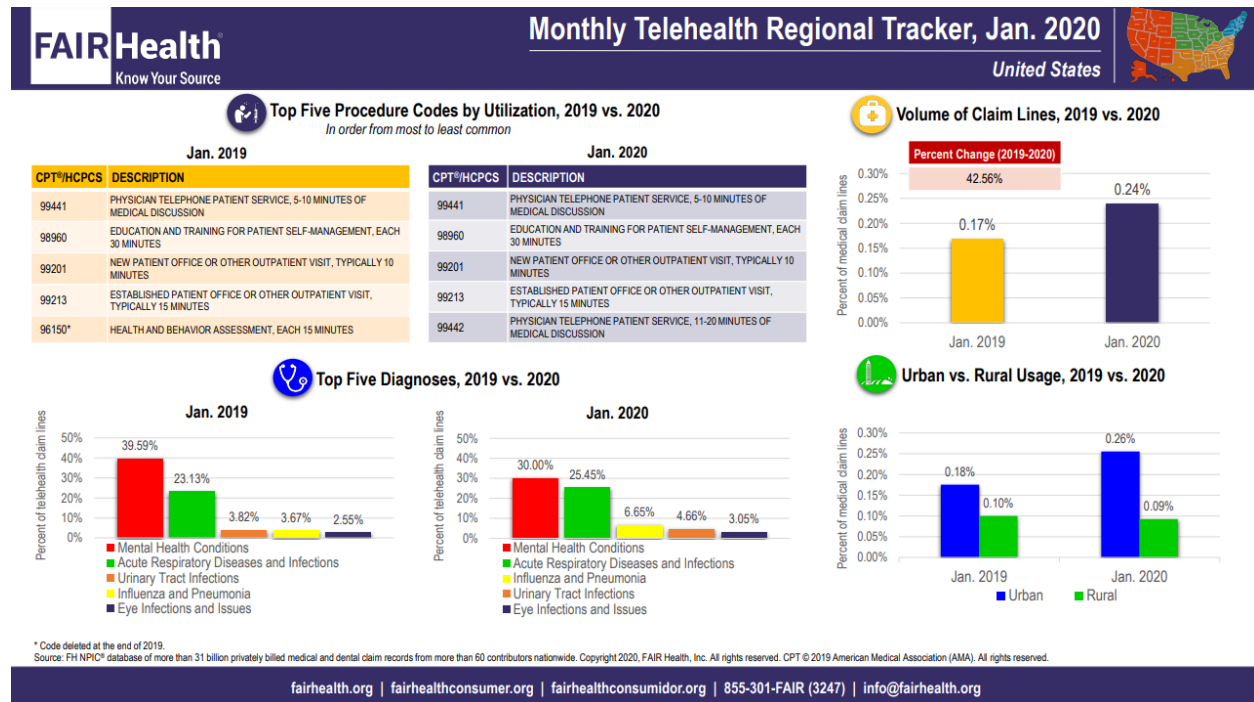 FAIR Health
Know Your Source
Monthly Telehealth Regional Tracker, Jan. 2020
United States
Top Five Procedure Codes by Utilization, 2019 vs. 2020
In order from most to least common
Jan. 2019
CPT®/HCPCS DESCRIPTION
99441 PHYSICIAN TELEPHONE PATIENT SERVICE, 5-10 MINUTES OF
MEDICAL DISCUSSION
98960 EDUCATION AND TRAINING FOR PATIENT SELF-MANAGEMENT, EACH
30 MINUTES
99201 NEW PATIENT OFFICE OR OTHER OUTPATIENT VISIT, TYPICALLY 10
MINUTES
99213 ESTABLISHED PATIENT OFFICE OR OTHER OUTPATIENT VISIT,
TYPICALLY 15 MINUTES
96150* HEALTH AND BEHAVIOR ASSESSMENT, EACH 15 MINUTES
Jan. 2020
CPT®/HCPCS DESCRIPTION
99441 PHYSICIAN TELEPHONE PATIENT SERVICE, 5-10 MINUTES OF
MEDICAL DISCUSSION
98960 EDUCATION AND TRAINING FOR PATIENT SELF-MANAGEMENT, EACH
30 MINUTES
99201 NEW PATIENT OFFICE OR OTHER OUTPATIENT VISIT, TYPICALLY 10
MINUTES
99213 ESTABLISHED PATIENT OFFICE OR OTHER OUTPATIENT VISIT,
TYPICALLY 15 MINUTES
99442 PHYSICIAN TELEPHONE PATIENT SERVICE, 11-20 MINUTES OF
MEDICAL DISCUSSION
Volume of Claim Lines, 2019 vs. 2020
Percent Change (2019-2020)
42.56%
Percent of medical claim lines
0.30%
0.25%
0.20%
0.15%
0.10%
0.05%
0.00%
0.17%
0.24%
Jan. 2019 Jan. 2020
Top Five Diagnoses, 2019 vs. 2020
Jan. 2019
Percent of telehealth claim lines
50%
40%
30%
20%
10%
0%
39.59%
23.13%
3.82%
3.67%
2.55%
Mental Health Conditions
Acute Respiratory Diseases and Infections
Urinary Tract Infections
Influenza and Pneumonia
Eye Infections and Issues
Jan. 2020
Percent of telehealth claim lines
50%
40%
30%
20%
10%
0%
30.00%
25.45%
6.65%
4.66%
3.05%
Mental Health Conditions
Acute Respiratory Diseases and Infections
Influenza and Pneumonia
Urinary Tract Infections
Eye Infections and Issues
Urban vs. Rural Usage, 2019 vs. 2020
Percent of medical claim lines
0.30%
0.25%
0.20%
0.15%
0.10%
0.05%
0.00%
0.18%
0.10%
0.26%
0.09%
Jan. 2019 Jan. 2020
Urban Rural
* Code deleted at the end of 2019.
Source: FH NPIC® database of more than 31 billion privately billed medical and dental claim records from more than 60 contributors nationwide. Copyright 2020, FAIR Health, Inc. All rights reserved. CPT © 2019 American Medical Association (AMA). All rights reserved.
fairhealth.org | fairhealthconsumer.org | fairhealthconsumidor.org | 855-301-FAIR (3247) | info@fairhealth.org